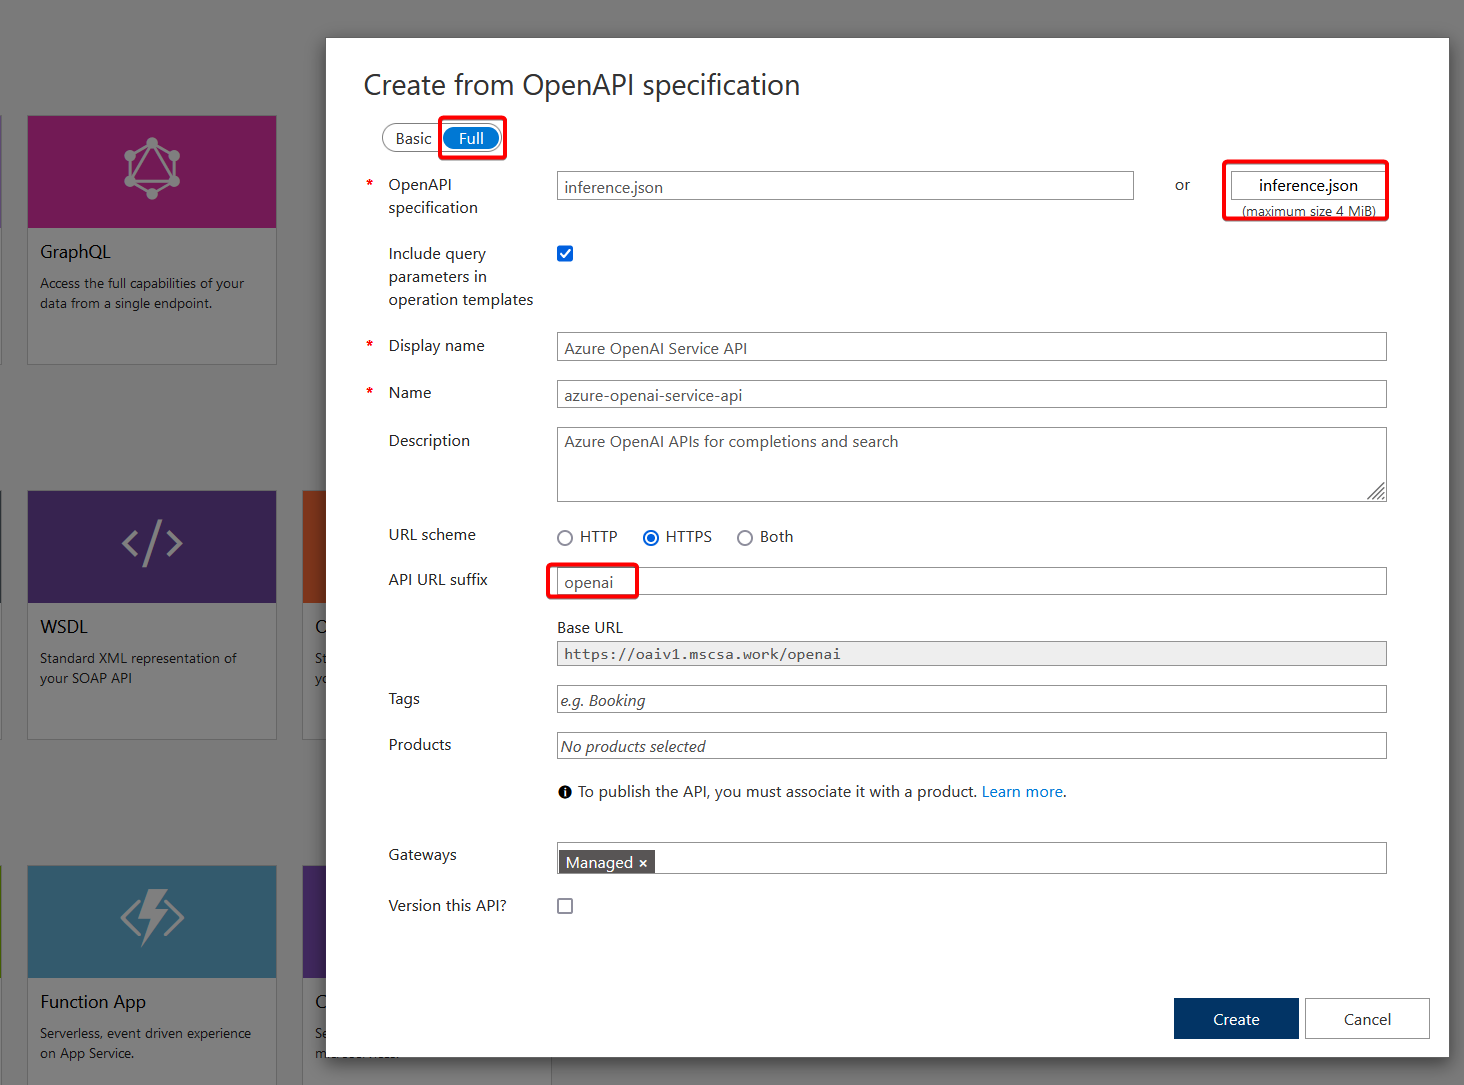 Create from OpenAPI specification
Basic Full
* OpenAPI specification
inference.json
or
inference.json
(maximum size 4 MiB)
Include query parameters in operation templates
* Display name
Azure OpenAI Service API
* Name
azure-openai-service-api
Description
Azure OpenAI APIs for completions and search
URL scheme
HTTP HTTPS Both
API URL suffix
openai
Base URL
https://oaiv1.mscsa.work/openai
Tags
e.g. Booking
Products
No products selected
To publish the API, you must associate it with a product. Learn more.
Gateways
Managed ×
Version this API?
Create
Cancel
GraphQL
Access the full capabilities of your
data from a single endpoint.
WSDL
Standard XML representation of
your SOAP API
Function App
Serverless, event driven experience
on App Service.